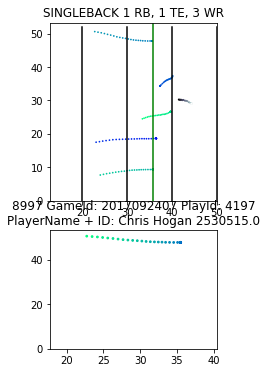 SINGLEBACK 1 RB, 1 TE, 3 WR
50
40
30
20
10
0
20 30 40 50
8997 GameId: 2017092407 PlayId: 4197
PlayerName + ID: Chris Hogan 2530515.0
40
20
0
20 25 30 35 40